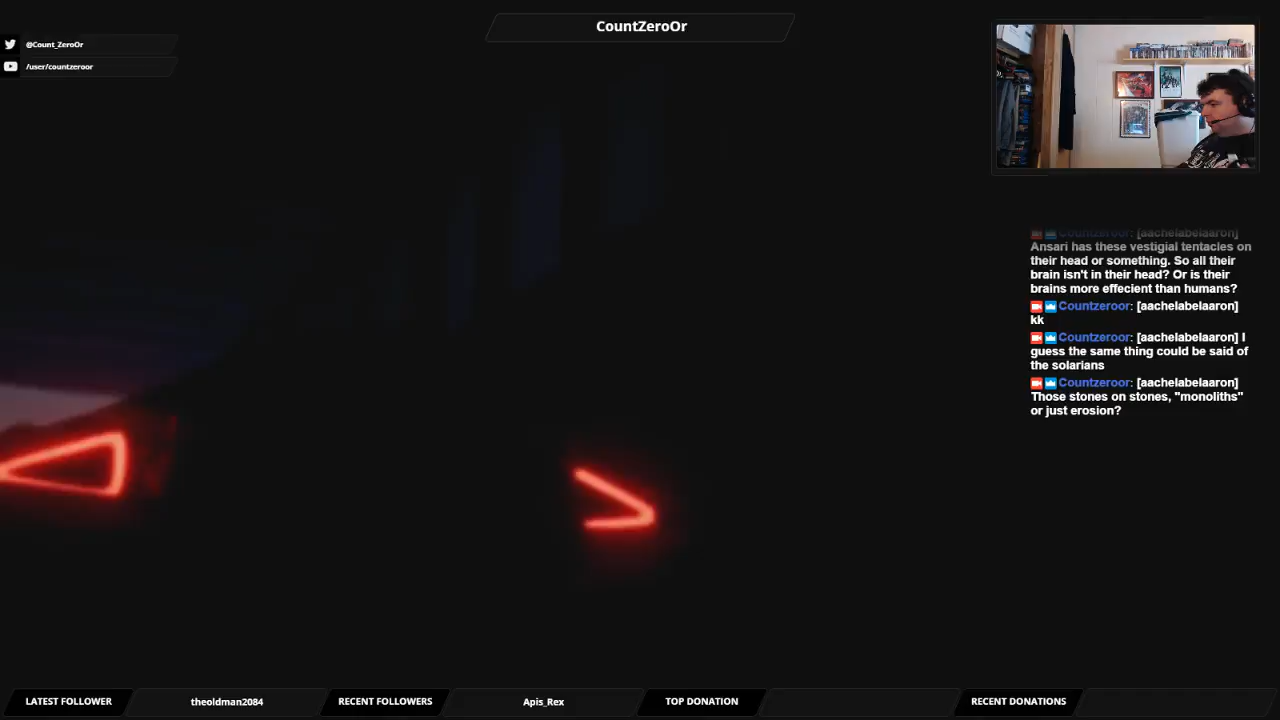 CountZeroOr
@Count_ZeroOr
/user/countzeroor
Countzeroor: [aachelabelaaron]
Ansari has these vestigial tentacles on
their head or something. So all their
brain isn't in their head? Or is their
brains more effecient than humans?
Countzeroor: [aachelabelaaron]
kk
Countzeroor: [aachelabelaaron] I
guess the same thing could be said of
the solarians
Countzeroor: [aachelabelaaron]
Those stones on stones, "monoliths"
or just erosion?
LATEST FOLLOWER
theoldman2084
RECENT FOLLOWERS
Apis_Rex
TOP DONATION
RECENT DONATIONS